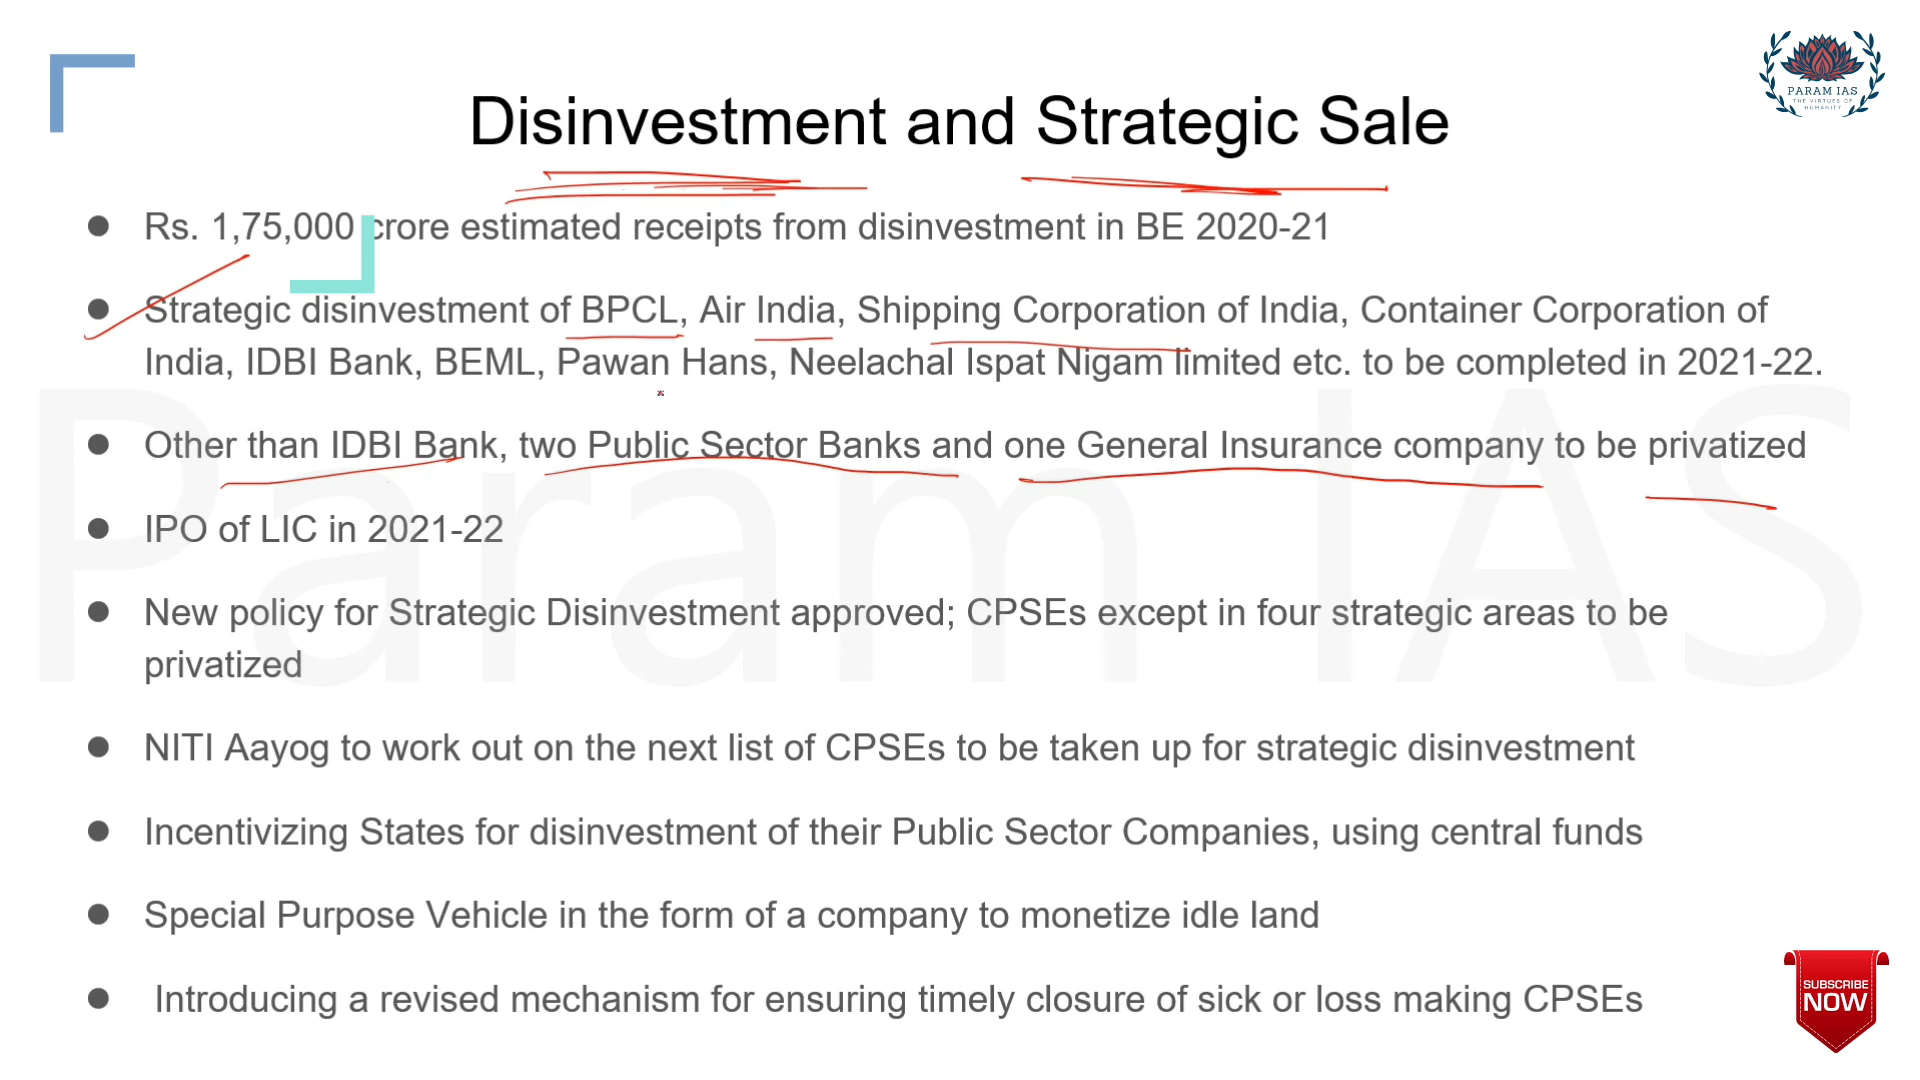 PARAM IAS
THE VIRTUES OF
HUMANITY
Disinvestment and Strategic Sale
● Rs. 1,75,000 crore estimated receipts from disinvestment in BE 2020-21
● Strategic disinvestment of BPCL, Air India, Shipping Corporation of India, Container Corporation of
India, IDBI Bank, BEML, Pawan Hans, Neelachal Ispat Nigam limited etc. to be completed in 2021-22.
● Other than IDBI Bank, two Public Sector Banks and one General Insurance company to be privatized
● IPO of LIC in 2021-22
● New policy for Strategic Disinvestment approved; CPSEs except in four strategic areas to be
privatized
● NITI Aayog to work out on the next list of CPSEs to be taken up for strategic disinvestment
● Incentivizing States for disinvestment of their Public Sector Companies, using central funds
● Special Purpose Vehicle in the form of a company to monetize idle land
● Introducing a revised mechanism for ensuring timely closure of sick or loss making CPSEs
Param IAS
SUBSCRIBE
NOW